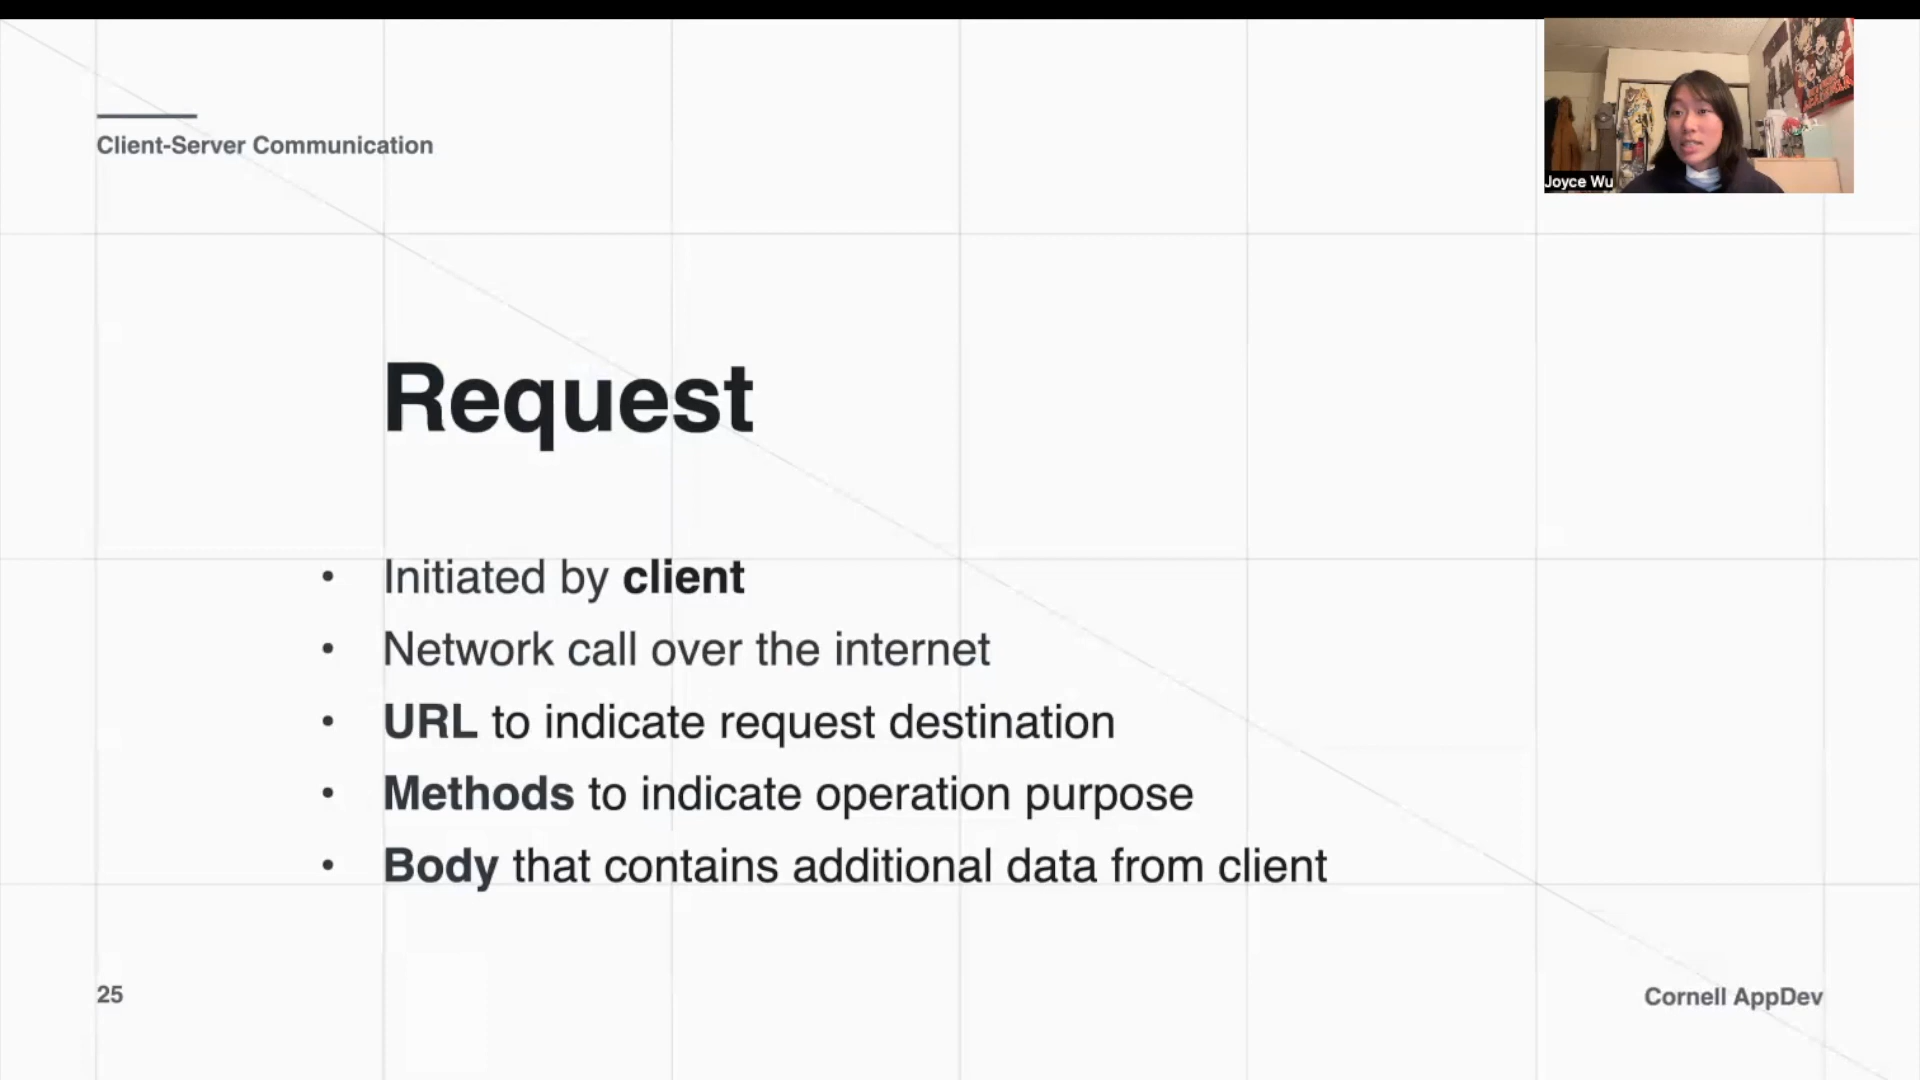 Client-Server Communication
Joyce Wu
Request
• Initiated by client
• Network call over the internet
• URL to indicate request destination
• Methods to indicate operation purpose
• Body that contains additional data from client
25
Cornell AppDev